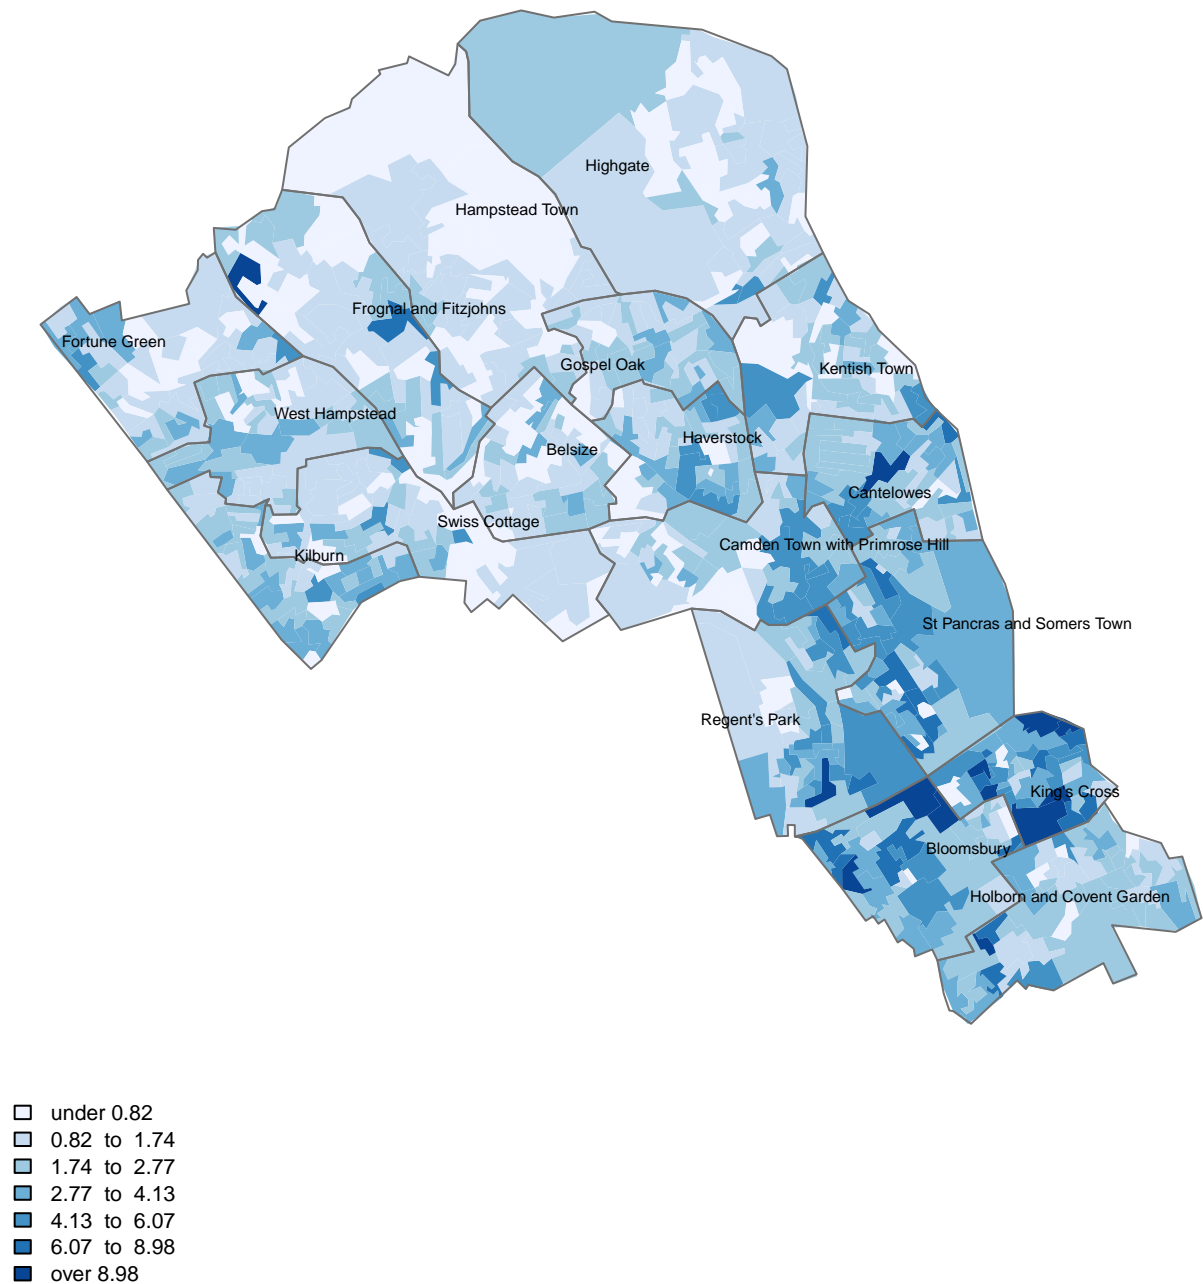 Highgate
Hampstead Town
Frognal and Fitzjohns
Fortune Green
Gospel Oak
Kentish Town
West Hampstead
Haverstock
Belsize
Cantelowes
Swiss Cottage
Camden Town with Primrose Hill
Kilburn
St Pancras and Somers Town
Regent's Park
King's Cross
Bloomsbury
Holborn and Covent Garden
under 0.82
0.82 to 1.74
1.74 to 2.77
2.77 to 4.13
4.13 to 6.07
6.07 to 8.98
over 8.98